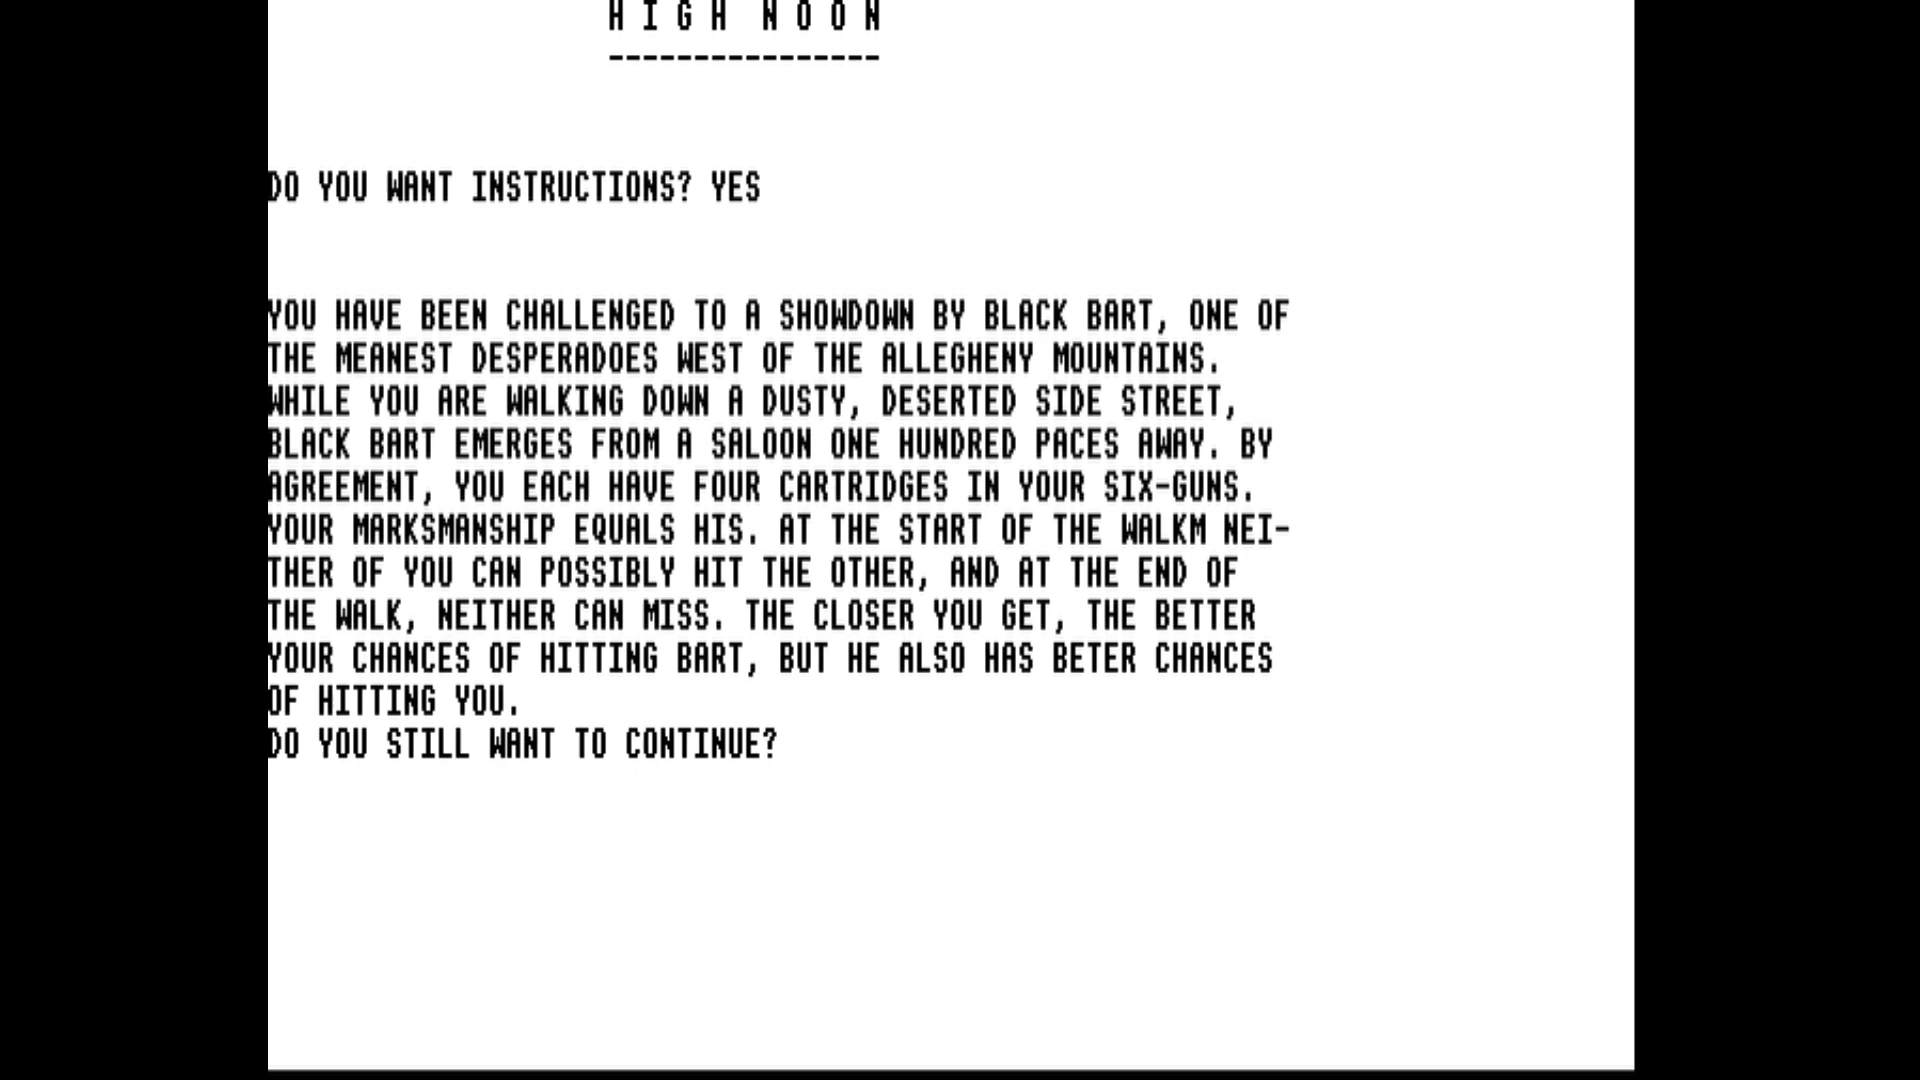 H I G H  N O O N
----------------
DO YOU WANT INSTRUCTIONS? YES
YOU HAVE BEEN CHALLENGED TO A SHOWDOWN BY BLACK BART, ONE OF
THE MEANEST DESPERADOES WEST OF THE ALLEGHENY MOUNTAINS.
WHILE YOU ARE WALKING DOWN A DUSTY, DESERTED SIDE STREET,
BLACK BART EMERGES FROM A SALOON ONE HUNDRED PACES AWAY. BY
AGREEMENT, YOU EACH HAVE FOUR CARTRIDGES IN YOUR SIX-GUNS.
YOUR MARKSMANSHIP EQUALS HIS. AT THE START OF THE WALKM NEI-
THER OF YOU CAN POSSIBLY HIT THE OTHER, AND AT THE END OF
THE WALK, NEITHER CAN MISS. THE CLOSER YOU GET, THE BETTER
YOUR CHANCES OF HITTING BART, BUT HE ALSO HAS BETER CHANCES
OF HITTING YOU.
DO YOU STILL WANT TO CONTINUE?